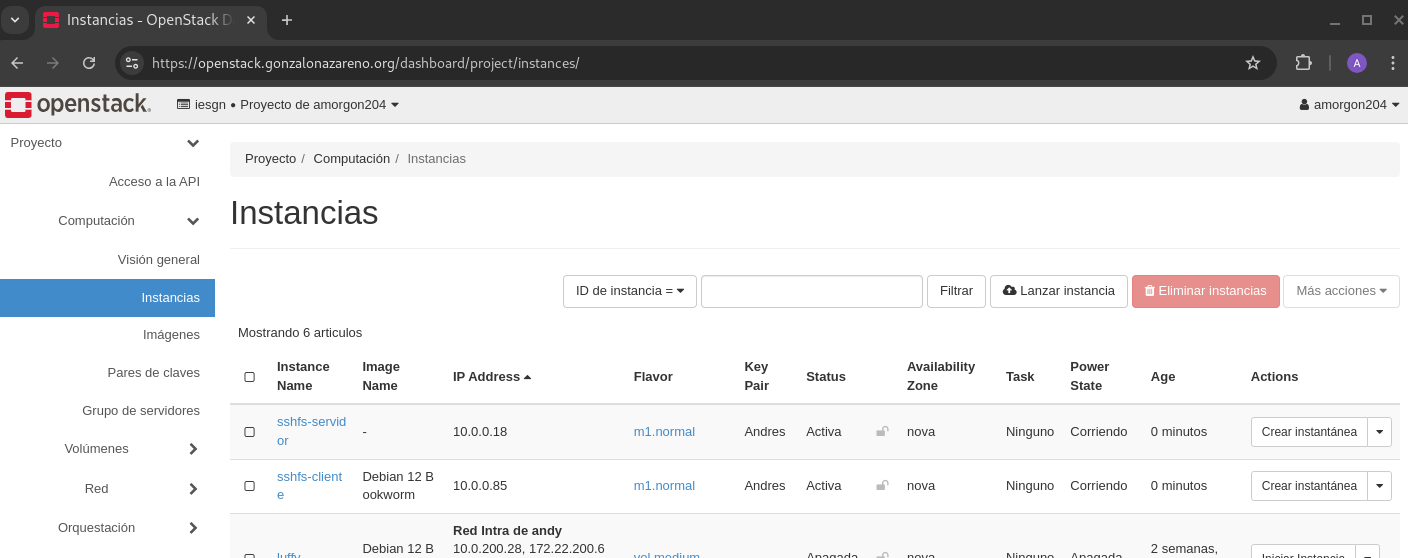 Instancias - OpenStack D
https://openstack.gonzalonazareno.org/dashboard/project/instances/
A
openstack.
iesgn • Proyecto de amorgon204
amorgon204
Proyecto
Acceso a la API
Computación
Visión general
Instancias
Imágenes
Pares de claves
Grupo de servidores
Volúmenes
Red
Orquestación
Proyecto / Computación / Instancias
Instancias
ID de instancia =
Filtrar
Lanzar instancia
Eliminar instancias
Más acciones
Mostrando 6 articulos
Instance Name
Image Name
IP Address
Flavor
Key Pair
Status
Availability Zone
Task
Power State
Age
Actions
sshfs-servid
or
-
10.0.0.18
m1.normal
Andres
Activa
nova
Ninguno
Corriendo
0 minutos
Crear instantánea
sshfs-client
e
Debian 12 B
ookworm
10.0.0.85
m1.normal
Andres
Activa
nova
Ninguno
Corriendo
0 minutos
Crear instantánea
luffy
Debian 12 B
Red Intra de andy
10.0.200.28, 172.22.200.6
vol.medium
Apagada
nova
Ninguno
Apagada
2 semanas,
Iniciar Instancia